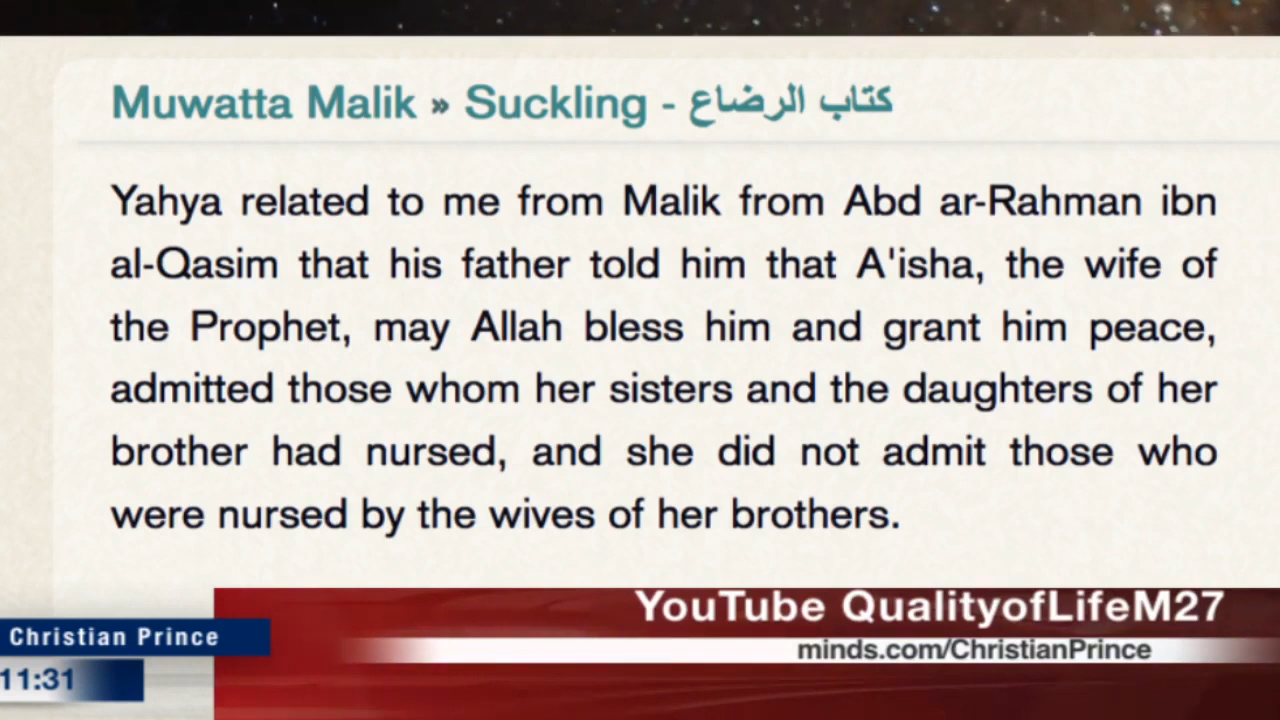 Muwatta Malik » Suckling - كتاب الرضاع
Yahya related to me from Malik from Abd ar-Rahman ibn
al-Qasim that his father told him that A'isha, the wife of
the Prophet, may Allah bless him and grant him peace,
admitted those whom her sisters and the daughters of her
brother had nursed, and she did not admit those who
were nursed by the wives of her brothers.
YouTube QualityofLifeM27
Christian Prince
minds.com/ChristianPrince
11:31